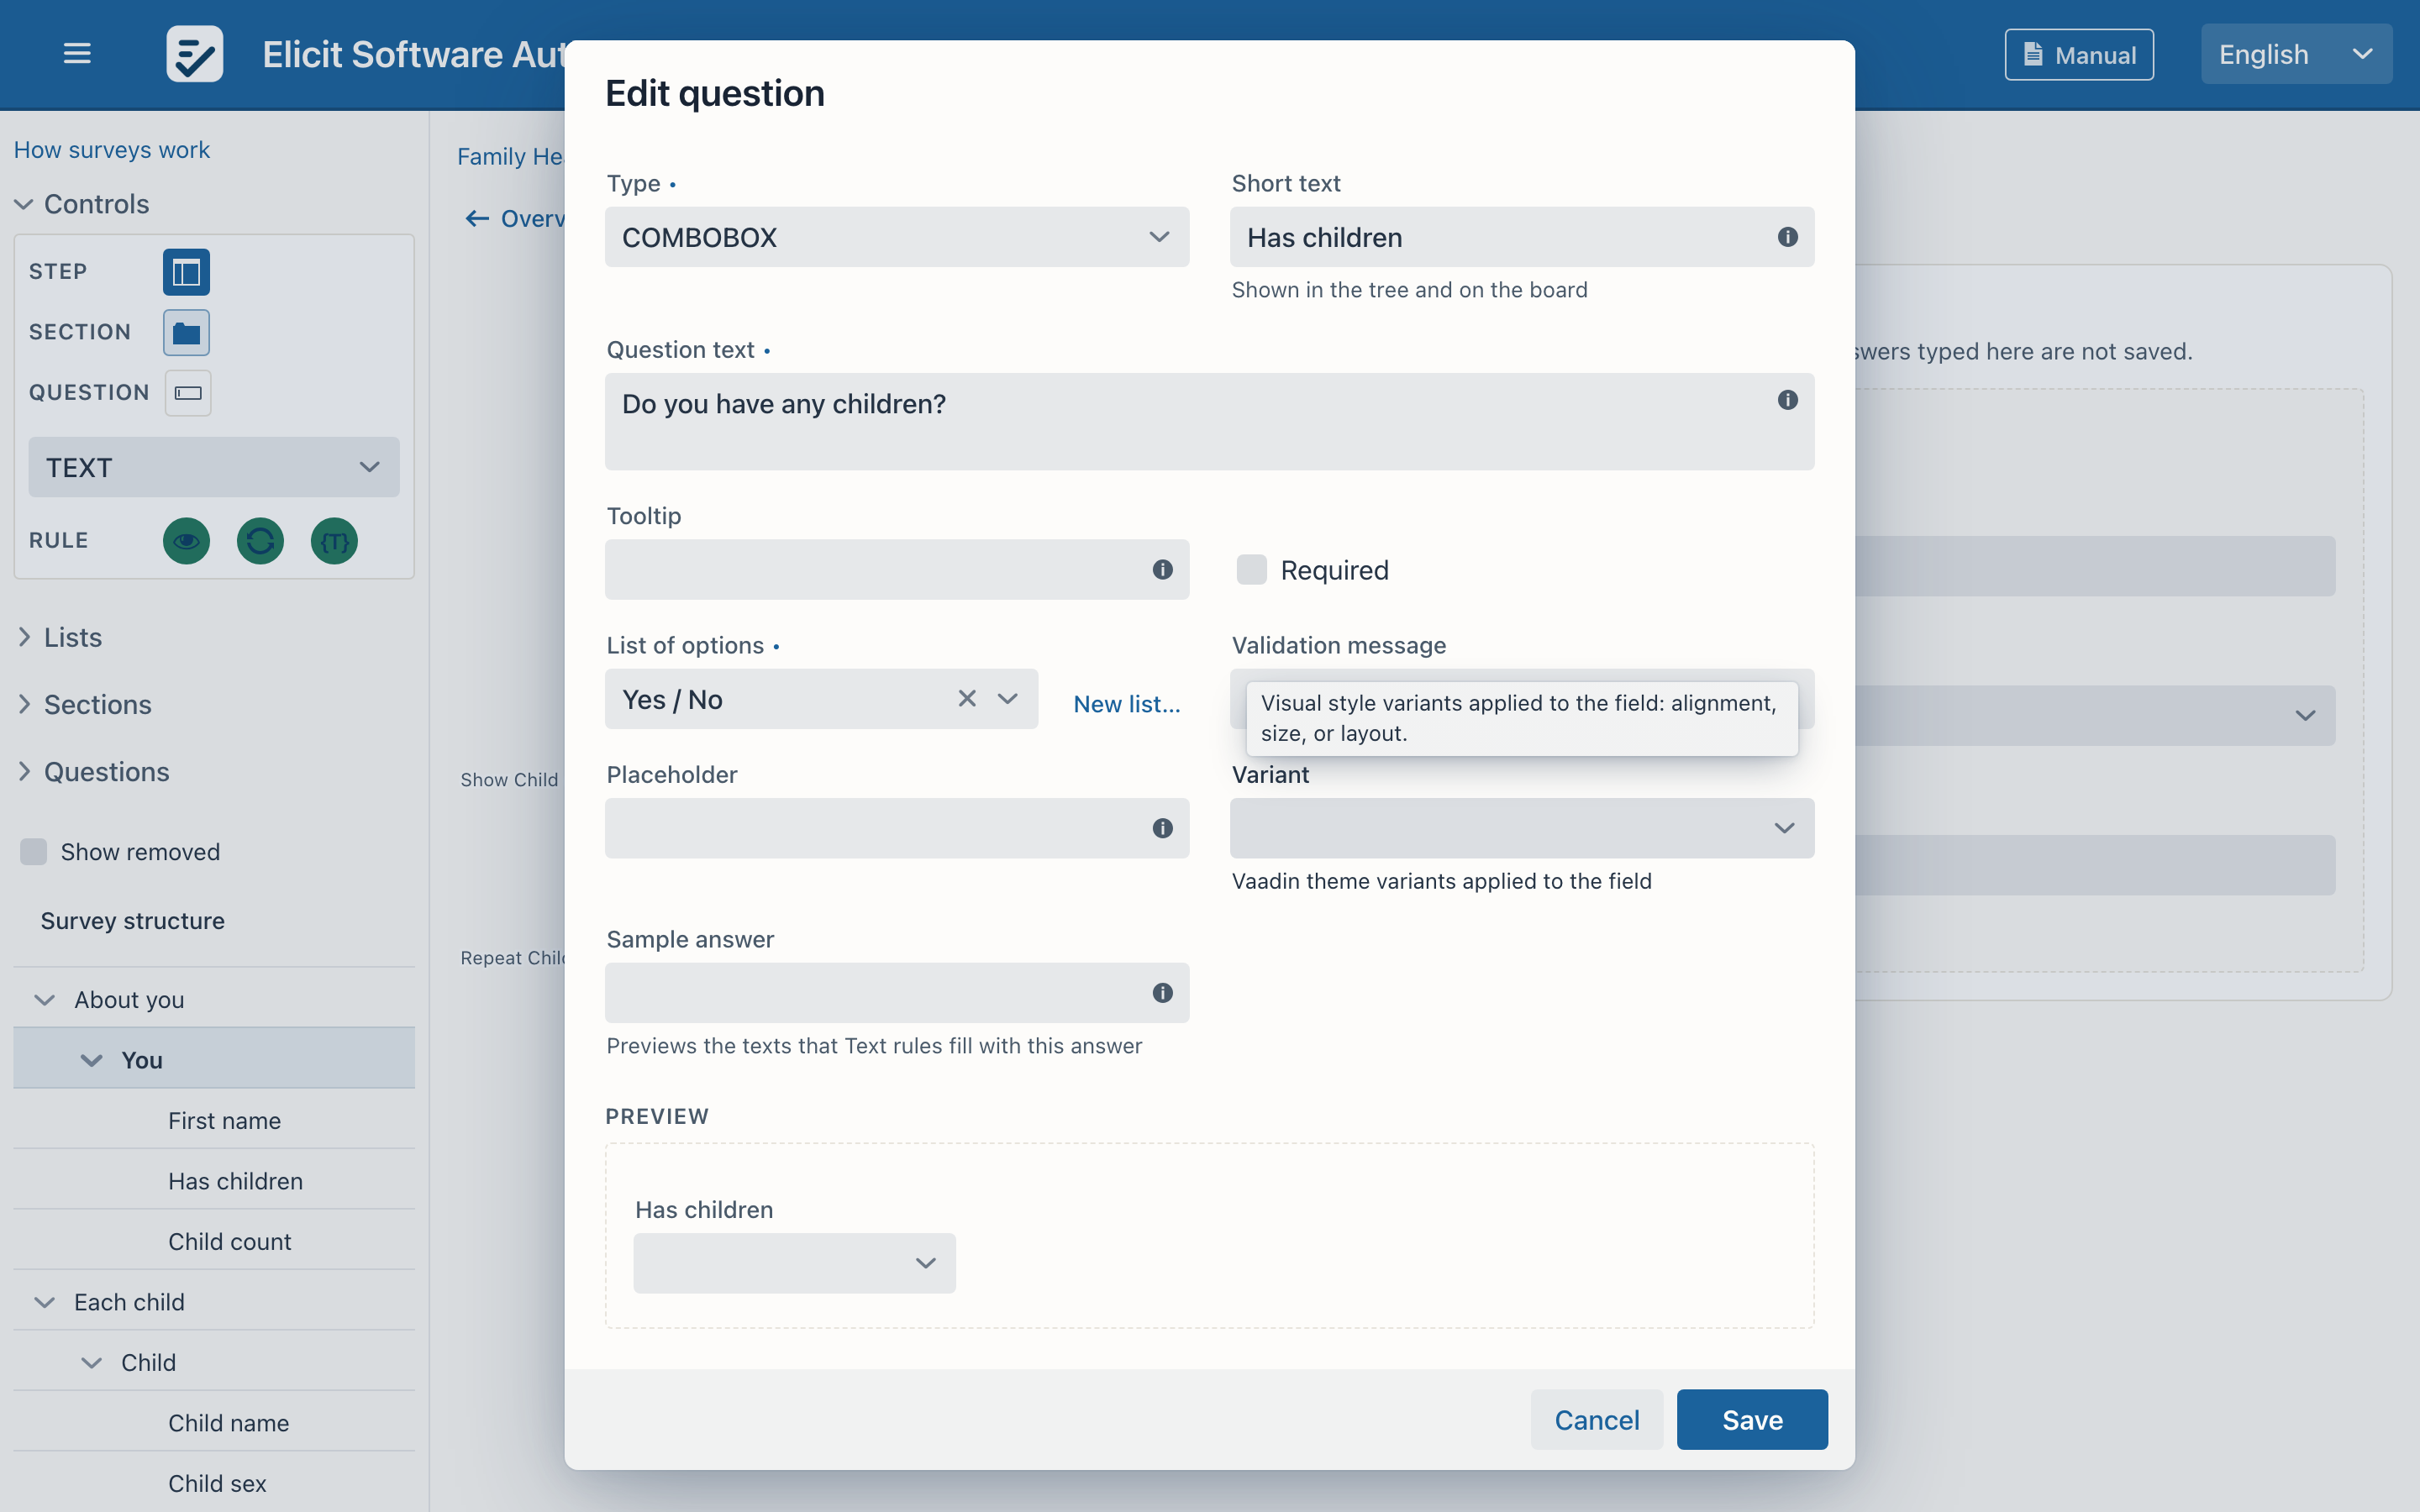 Elicit Software Aut
Manual
English
How surveys work
Controls
STEP
SECTION
QUESTION
TEXT
RULE
{T}
Lists
Sections
Questions
Show removed
Survey structure
About you
You
First name
Has children
Child count
Each child
Child
Child name
Child sex
Family He
← Overv
Show Child
Repeat Chil
Edit question
Type •
COMBOBOX
Short text
Has children
Shown in the tree and on the board
Question text •
Do you have any children?
Tooltip
Required
List of options •
Yes / No
New list...
Validation message
Visual style variants applied to the field: alignment,
size, or layout.
Placeholder
Variant
Vaadin theme variants applied to the field
Sample answer
Previews the texts that Text rules fill with this answer
PREVIEW
Has children
Cancel
Save
swers typed here are not saved.